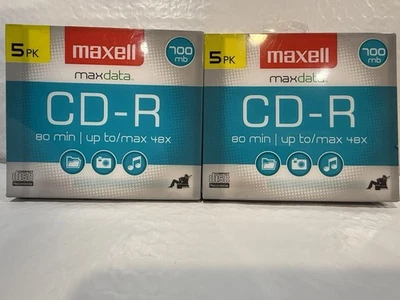 5PK
maxell
700
mb
maxdata
CD-R
80 min | up to/max 48X
5PK
maxell
700
mb
maxdata
CD-R
80 min | up to/max 48X